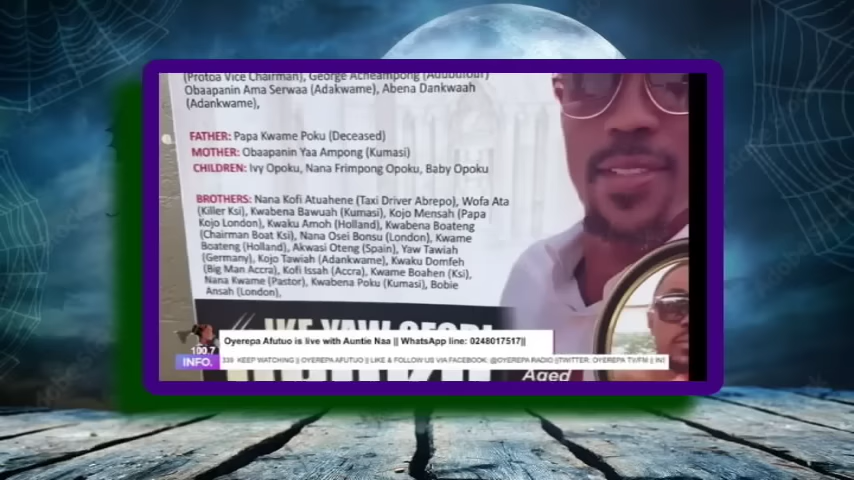 (Protoa Vice Chairman), George Acheampong (Adubufour)
Obaapanin Ama Serwaa (Adakwame), Abena Dankwaah
(Adankwame),
FATHER: Papa Kwame Poku (Deceased)
MOTHER: Obaapanin Yaa Ampong (Kumasi)
CHILDREN: Ivy Opoku, Nana Frimpong Opoku, Baby Opoku
BROTHERS: Nana Kofi Atuahene (Taxi Driver Abrepo), Wofa Ata
(Killer Ksi), Kwabena Bawuah (Kumasi), Kojo Mensah (Papa
Kojo London), Kwaku Amoh (Holland), Kwabena Boateng
(Chairman Boat Ksi), Nana Osei Bonsu (London), Kwame
Boateng (Holland), Akwasi Oteng (Spain), Yaw Tawiah
(Germany), Kojo Tawiah (Adankwame), Kwaku Domfeh
(Big Man Accra), Kofi Issah (Accra), Kwame Boahen (Ksi),
Nana Kwame (Pastor), Kwabena Poku (Kumasi), Bobie
Ansah (London),
Oyerepa Afutuo is live with Auntie Naa || WhatsApp line: 0248017517||
100.7
INFO.
339 KEEP WATCHING || OYEREPA AFUTUO || LIKE & FOLLOW US VIA FACEBOOK: @OYEREPA RADIO ||TWITTER: OYEREPA TV/FM ||
Aged